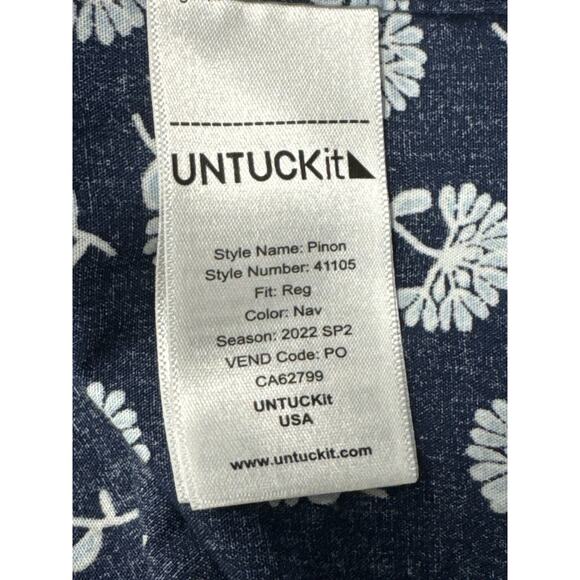 UNTUCKit
Style Name: Pinon
Style Number: 41105
Fit: Reg
Color: Nav
Season: 2022 SP2
VEND Code: PO
CA62799
UNTUCKit
USA
www.untuckit.com